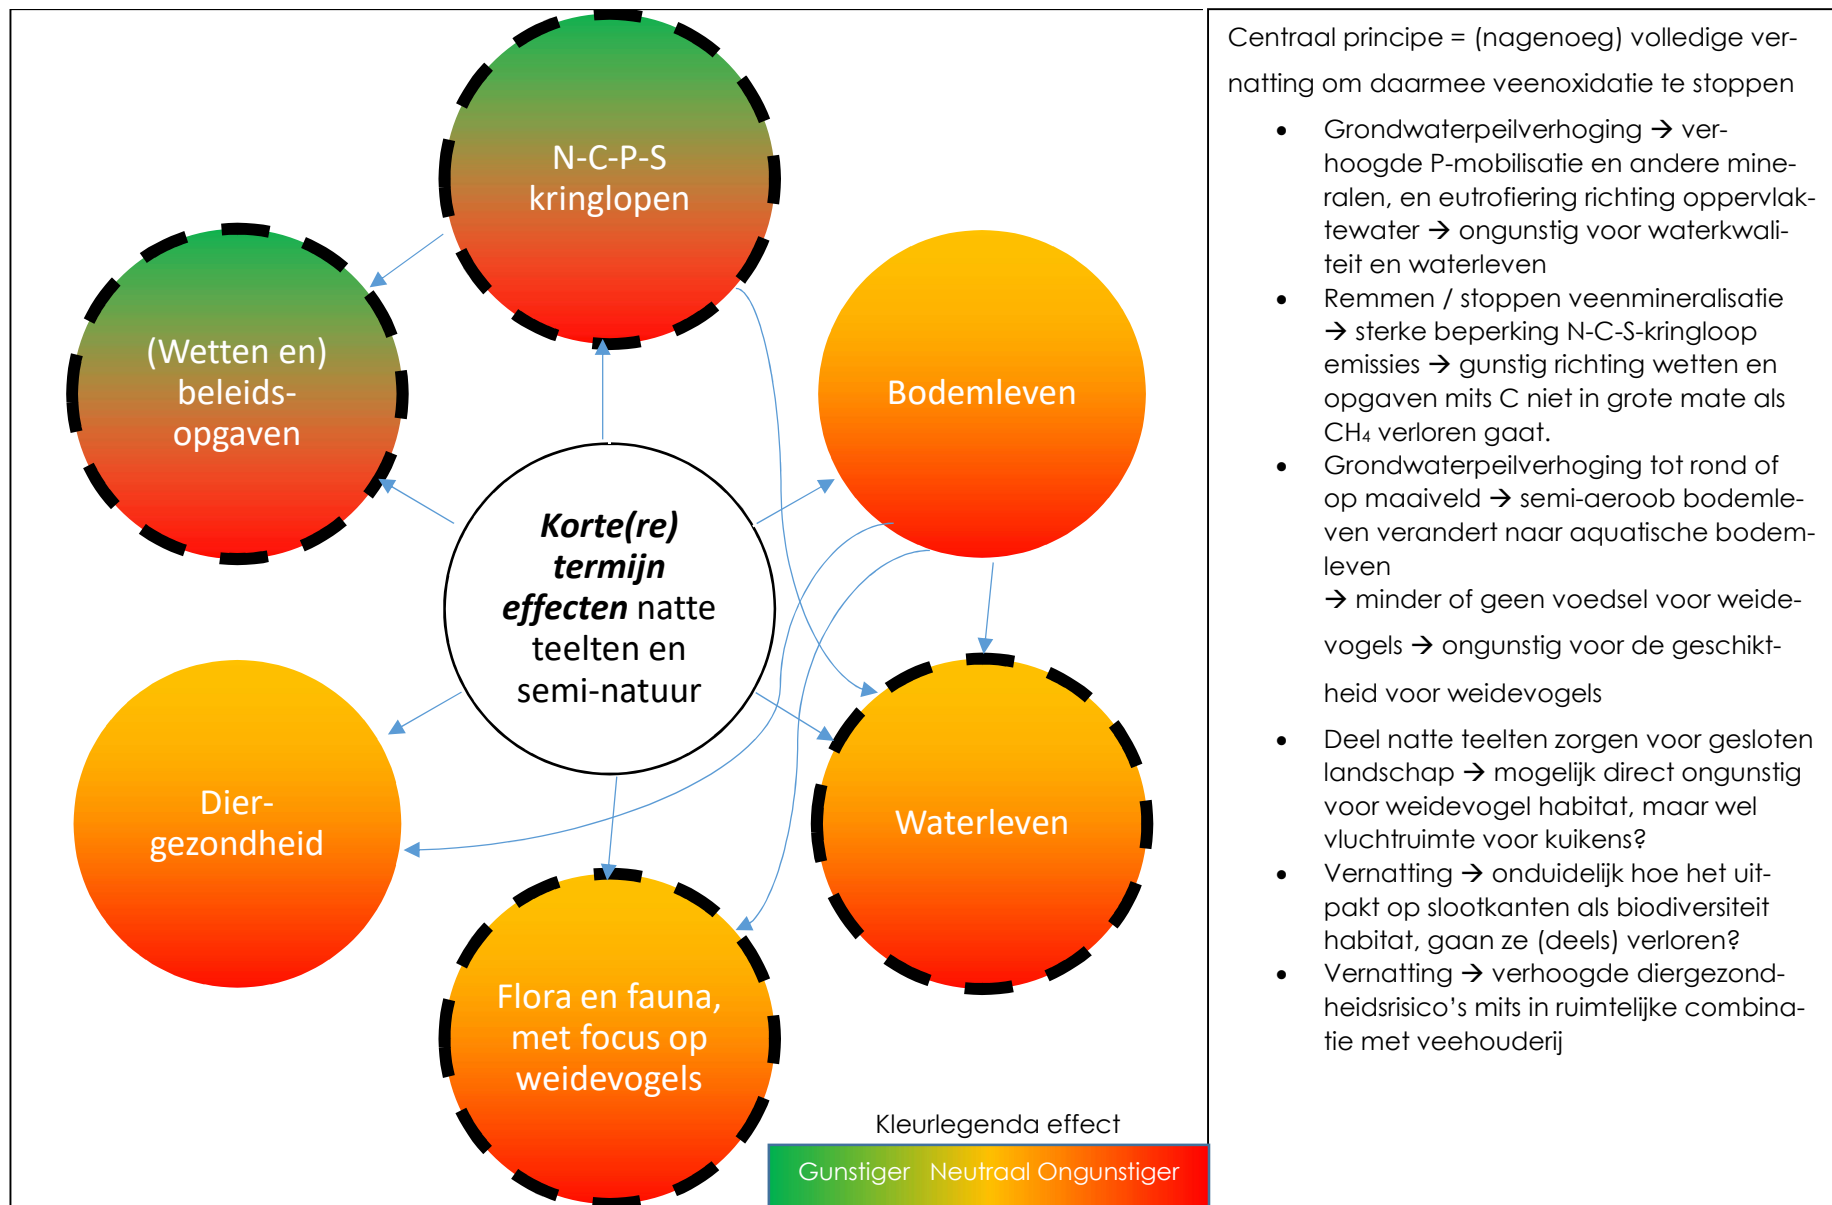 N-C-P-S
kringlopen
(Wetten en)
beleids-
opgaven
Bodemleven
Korte(re)
termijn
effecten natte
teelten en
semi-natuur
Dier-
gezondheid
Waterleven
Flora en fauna,
met focus op
weidevogels
Kleurlegenda effect
Gunstiger Neutraal Ongunstiger
Centraal principe = (nagenoeg) volledige ver-
natting om daarmee veenoxidatie te stoppen
• Grondwaterpeilverhoging → ver-
hoogde P-mobilisatie en andere mine-
ralen, en eutrofiering richting oppervlak-
tewater → ongunstig voor waterkwali-
teit en waterleven
• Remmen / stoppen veenmineralisatie
→ sterke beperking N-C-S-kringloop
emissies → gunstig richting wetten en
opgaven mits C niet in grote mate als
CH₄ verloren gaat.
• Grondwaterpeilverhoging tot rond of
op maaiveld → semi-aeroob bodemle-
ven verandert naar aquatische bodem-
leven
→ minder of geen voedsel voor weide-
vogels → ongunstig voor de geschikt-
heid voor weidevogels
• Deel natte teelten zorgen voor gesloten
landschap → mogelijk direct ongunstig
voor weidevogel habitat, maar wel
vluchtruimte voor kuikens?
• Vernatting → onduidelijk hoe het uit-
pakt op slootkanten als biodiversiteit
habitat, gaan ze (deels) verloren?
• Vernatting → verhoogde diergezond-
heidsrisico’s mits in ruimtelijke combina-
tie met veehouderij